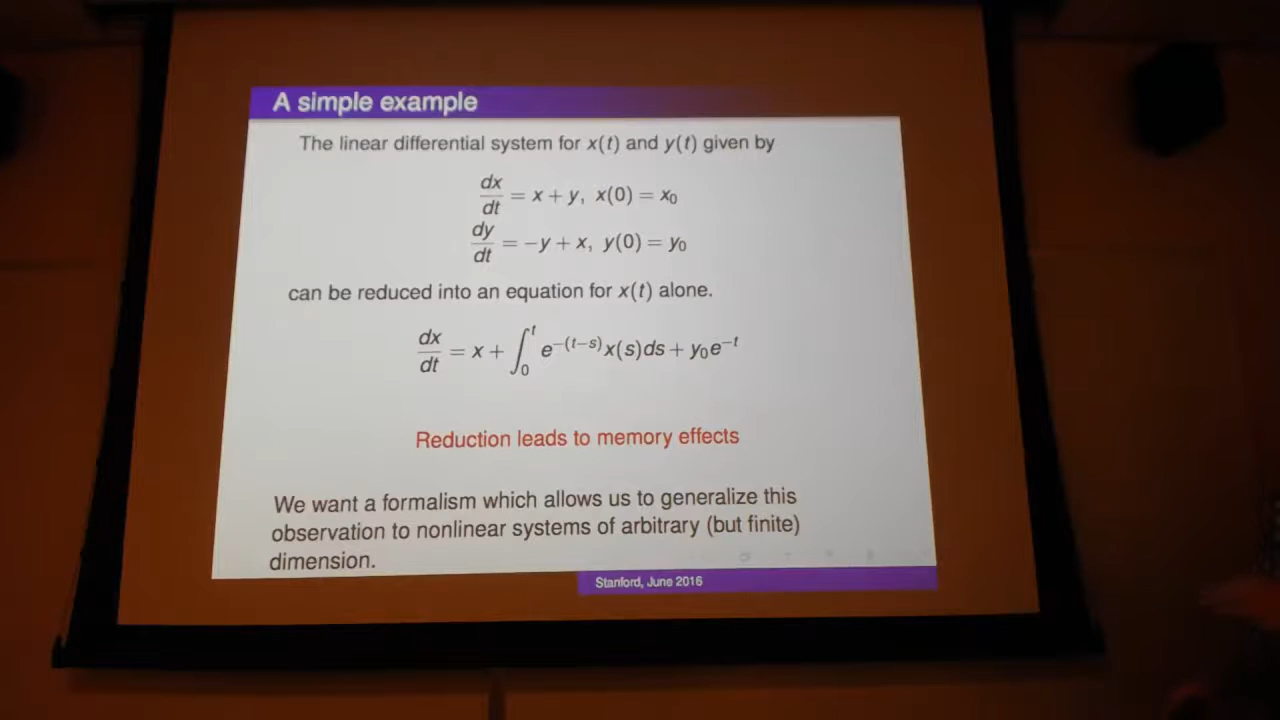 A simple example
The linear differential system for x(t) and y(t) given by
dx/dt = x + y, x(0) = x₀
dy/dt = −y + x, y(0) = y₀
can be reduced into an equation for x(t) alone.
dx/dt = x + ∫₀ᵗ e^{−(t−s)}x(s)ds + y₀e^{−t}
Reduction leads to memory effects
We want a formalism which allows us to generalize this
observation to nonlinear systems of arbitrary (but finite)
dimension.
Stanford, June 2016